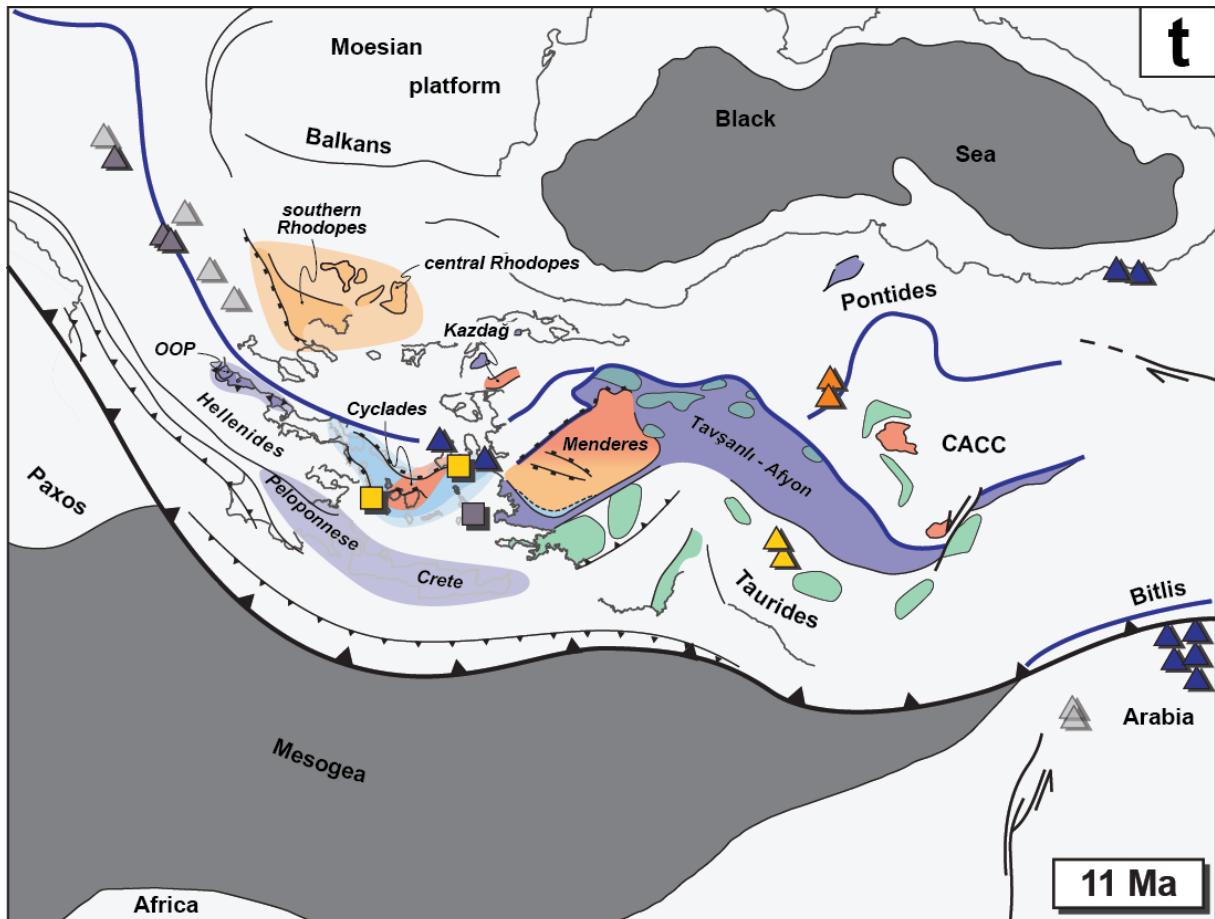 t
Moesian
platform
Balkans
Black
Sea
southern
Rhodopes
central Rhodopes
Pontides
Kazdağ
OOP
Cyclades
Hellenides
Menderes
Tavşanlı - Afyon
CACC
Paxos
Peloponnese
Crete
Taurides
Bitlis
Arabia
Mesogea
11 Ma
Africa